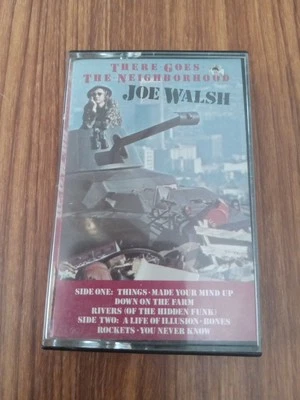 THERE GOES
THE NEIGHBORHOOD
JOE WALSH
SIDE ONE: THINGS · MADE YOUR MIND UP
DOWN ON THE FARM
RIVERS (OF THE HIDDEN FUNK)
SIDE TWO: A LIFE OF ILLUSION · BONES
ROCKETS · YOU NEVER KNOW